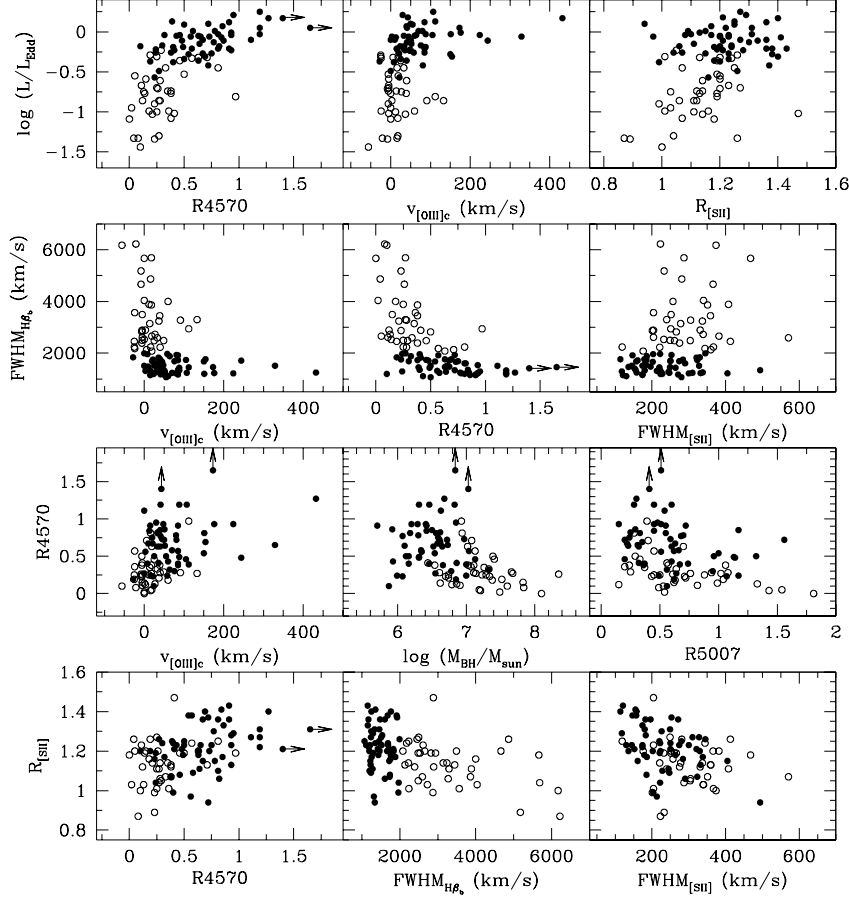 log (L/L_Edd)
0
−0.5
−1
−1.5
0 0.5 1 1.5
R4570
0 200 400
v_[OIII]c (km/s)
0.8 1 1.2 1.4 1.6
R_[SII]
FWHM_Hβ_b (km/s)
6000
4000
2000
0 200 400
v_[OIII]c (km/s)
0 0.5 1 1.5
R4570
200 400 600
FWHM_[SII] (km/s)
R4570
1.5
1
0.5
0
0 200 400
v_[OIII]c (km/s)
6 7 8
log (M_BH/M_sun)
0 0.5 1 1.5 2
R5007
R_[SII]
1.6
1.4
1.2
1
0.8
0 0.5 1 1.5
R4570
2000 4000 6000
FWHM_Hβ_b (km/s)
200 400 600
FWHM_[SII] (km/s)